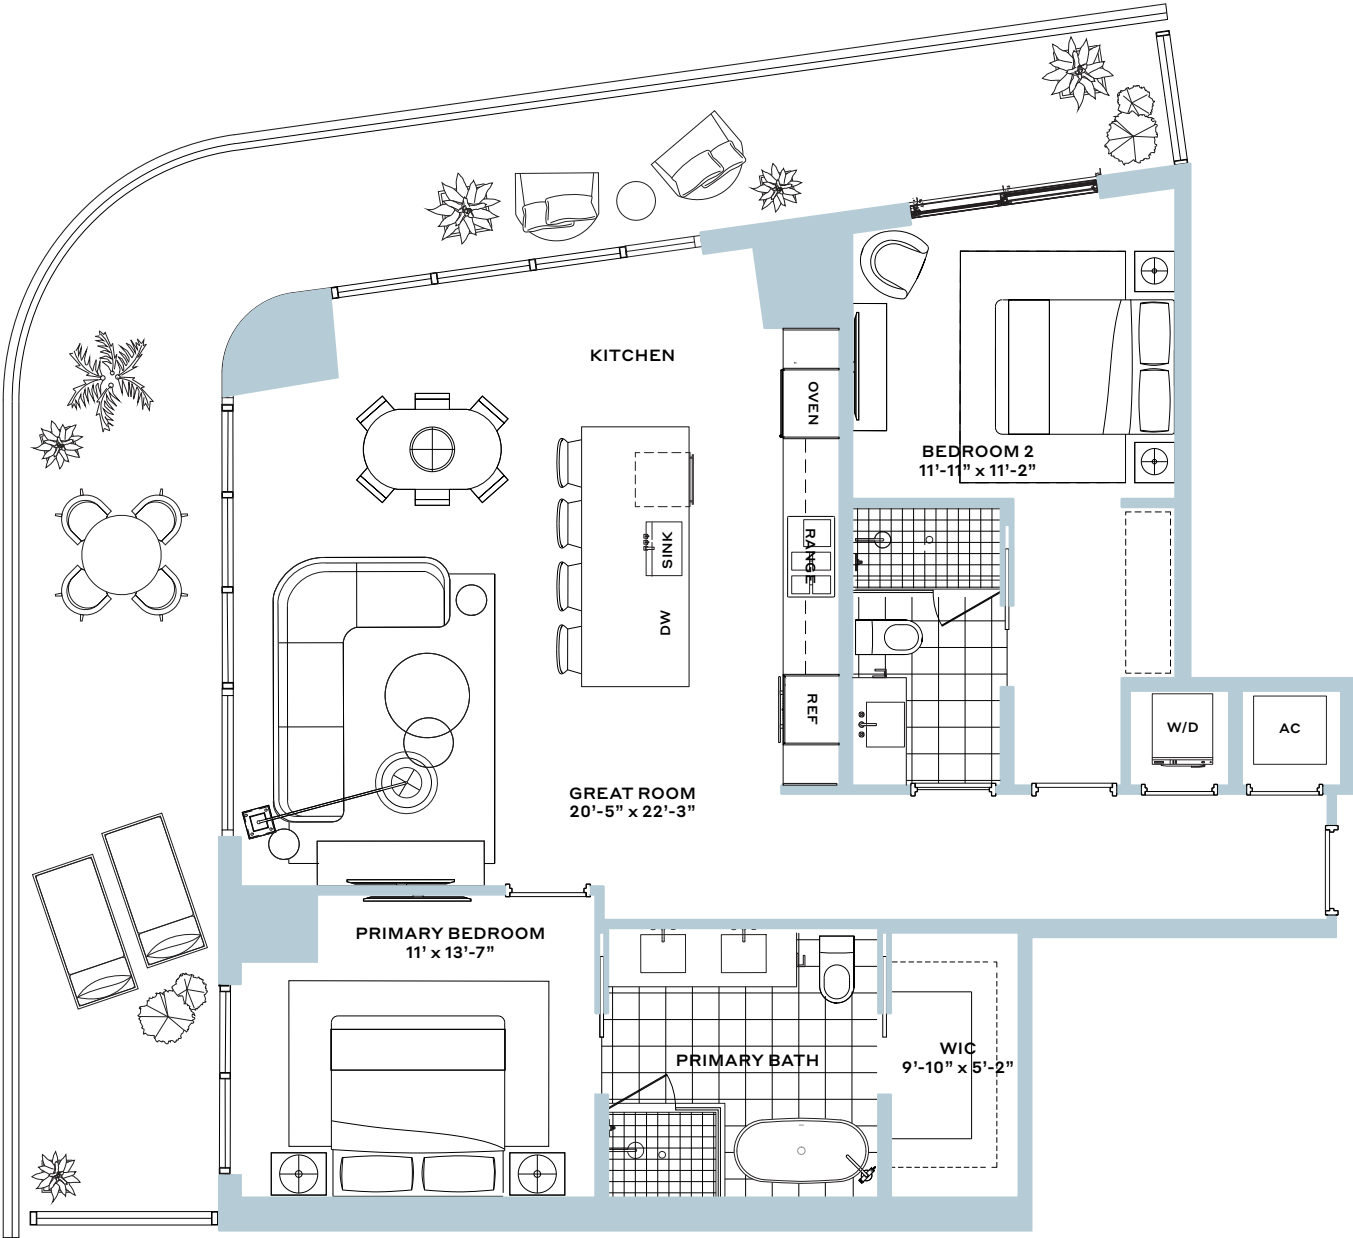 KITCHEN
OVEN
BEDROOM 2
11’-11” x 11’-2”
RANGE
SINK
DW
REF
W/D
AC
GREAT ROOM
20’-5” x 22’-3”
PRIMARY BEDROOM
11’ x 13’-7”
PRIMARY BATH
WIC
9’-10” x 5’-2”